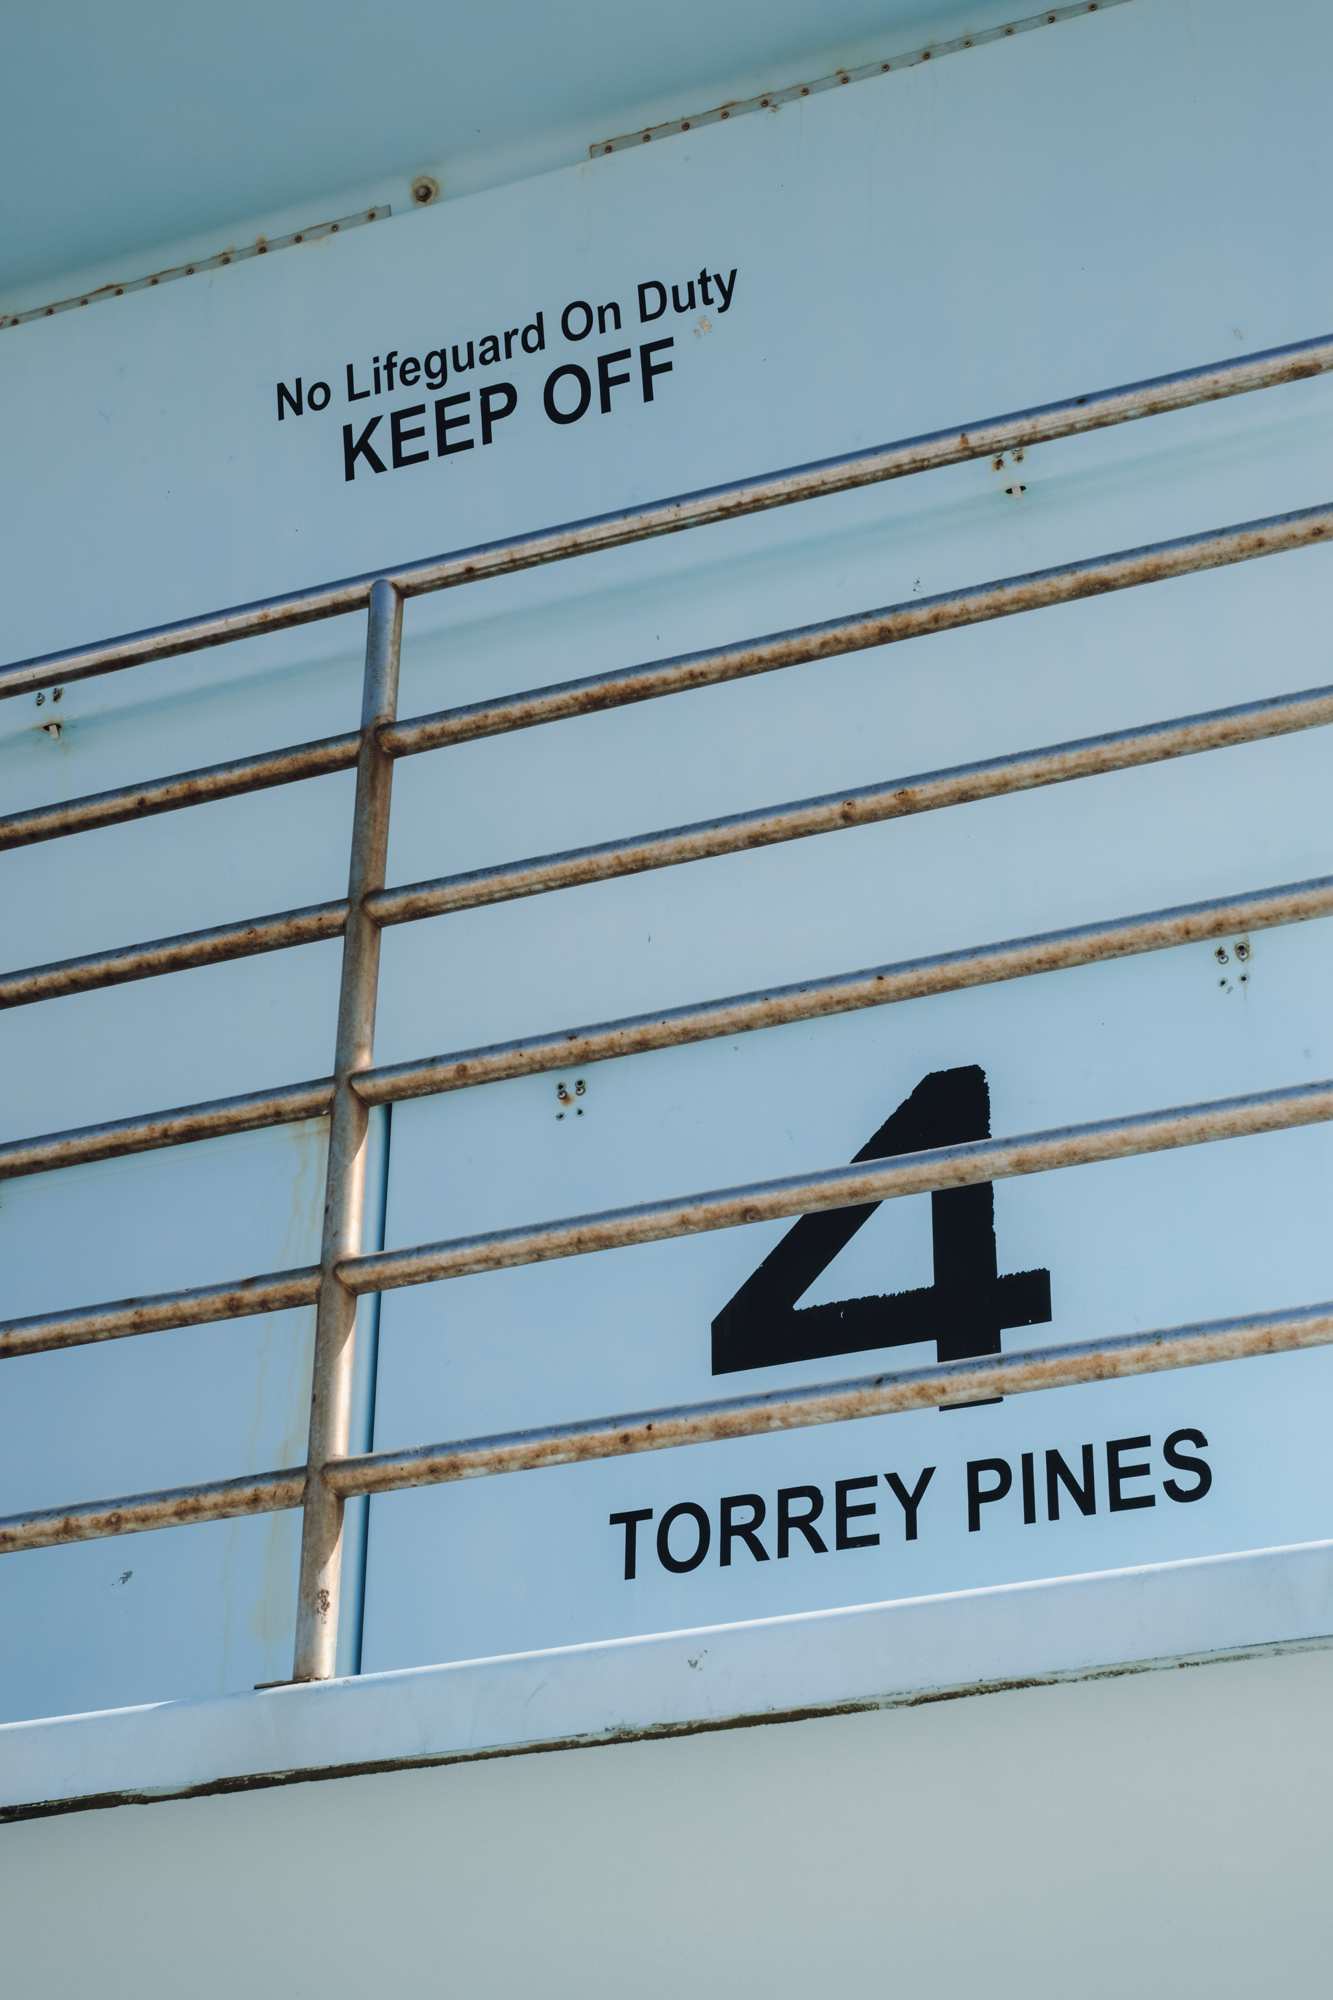 No Lifeguard On Duty
KEEP OFF
4
TORREY PINES